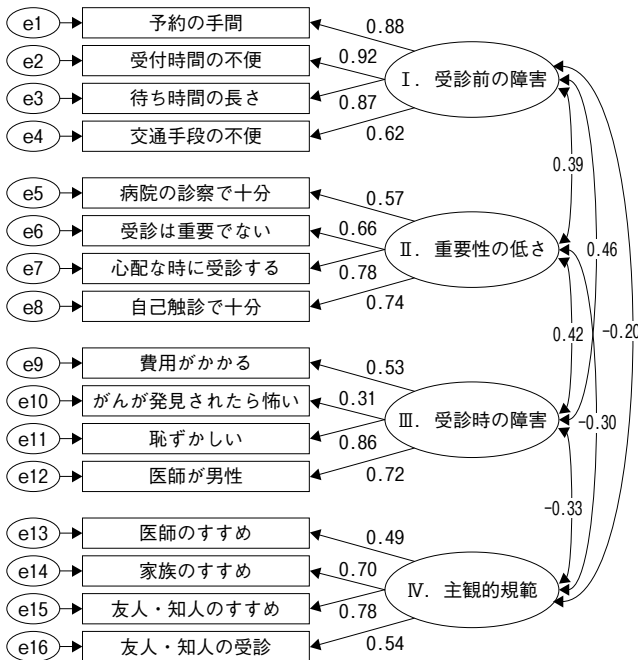 e1 予約の手間 0.88
e2 受付時間の不便 0.92
e3 待ち時間の長さ 0.87
e4 交通手段の不便 0.62
Ⅰ．受診前の障害
0.39
e5 病院の診察で十分 0.57
e6 受診は重要でない 0.66
e7 心配な時に受診する 0.78
e8 自己触診で十分 0.74
Ⅱ．重要性の低さ
0.46
-0.20
0.42
e9 費用がかかる 0.53
e10 がんが発見されたら怖い 0.31
e11 恥ずかしい 0.86
e12 医師が男性 0.72
Ⅲ．受診時の障害
-0.30
-0.33
e13 医師のすすめ 0.49
e14 家族のすすめ 0.70
e15 友人・知人のすすめ 0.78
e16 友人・知人の受診 0.54
Ⅳ．主観的規範